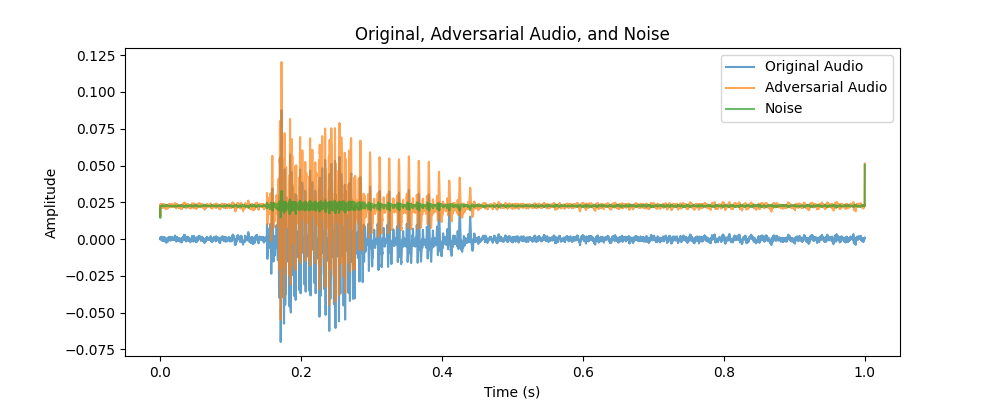 Original, Adversarial Audio, and Noise
Original Audio
Adversarial Audio
Noise
0.125
0.100
0.075
0.050
0.025
0.000
−0.025
−0.050
−0.075
Amplitude
0.0 0.2 0.4 0.6 0.8 1.0
Time (s)